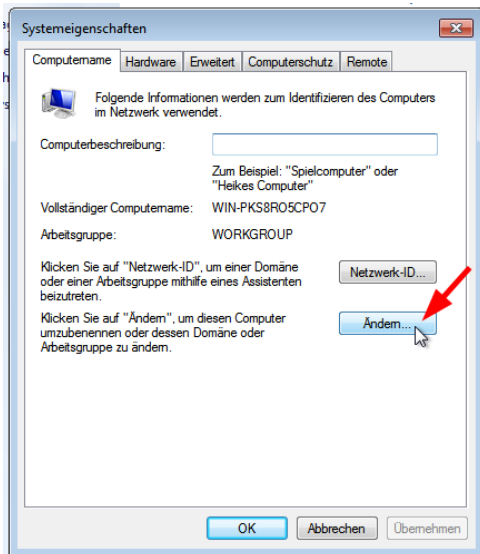 Systemeigenschaften
Computername Hardware Erweitert Computerschutz Remote
Folgende Informationen werden zum Identifizieren des Computers
im Netzwerk verwendet.
Computerbeschreibung:
Zum Beispiel: "Spielcomputer" oder
"Heikes Computer"
Vollständiger Computername: WIN-PKS8RO5CPO7
Arbeitsgruppe: WORKGROUP
Klicken Sie auf "Netzwerk-ID", um einer Domäne
oder einer Arbeitsgruppe mithilfe eines Assistenten
beizutreten.
Netzwerk-ID...
Klicken Sie auf "Ändern", um diesen Computer
umzubenennen oder dessen Domäne oder
Arbeitsgruppe zu ändern.
Ändern...
OK Abbrechen Übernehmen